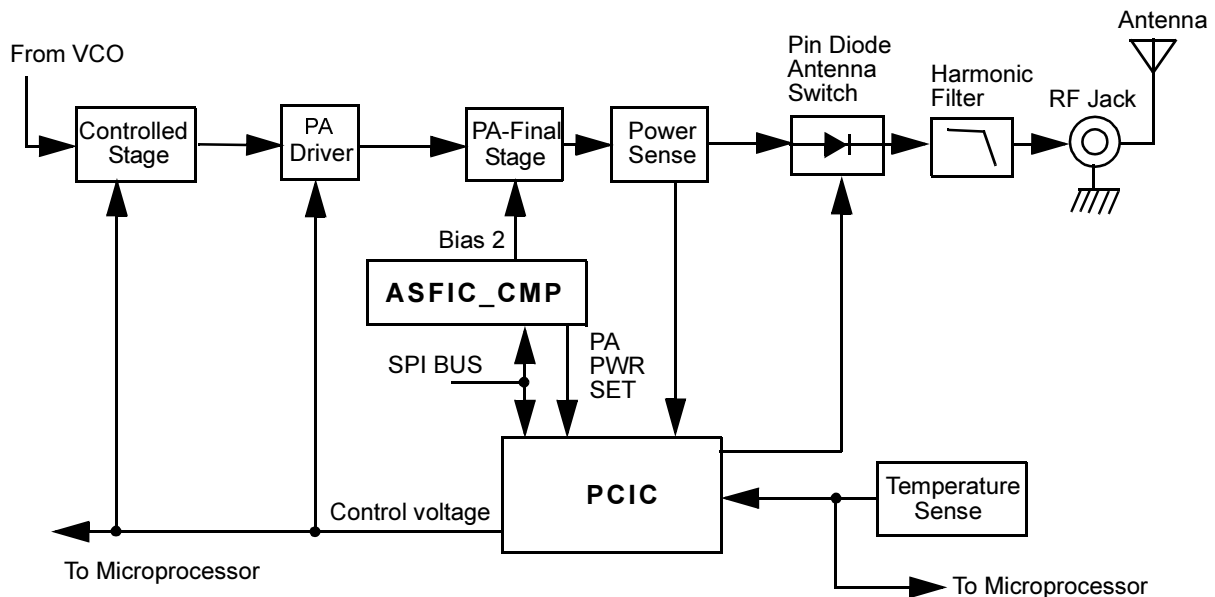 Antenna
From VCO
Pin Diode
Antenna
Switch
Harmonic
Filter
RF Jack
Controlled
Stage
PA
Driver
PA-Final
Stage
Power
Sense
Bias 2
ASFIC_CMP
SPI BUS
PA
PWR
SET
PCIC
Temperature
Sense
Control voltage
To Microprocessor
To Microprocessor